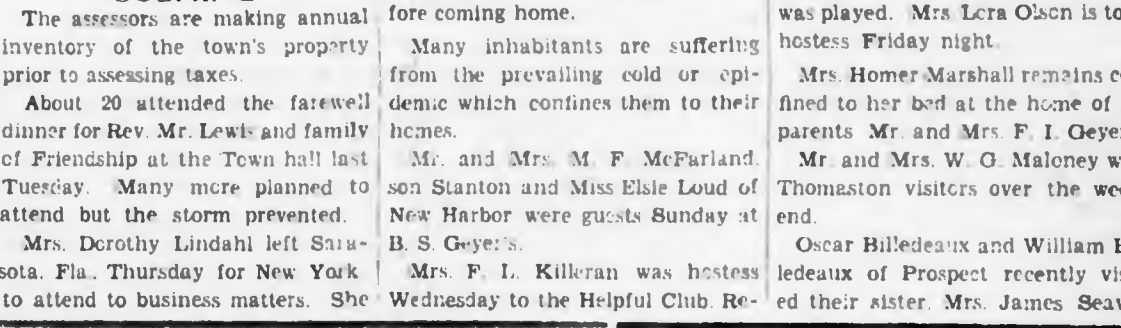 The assessors are making annual
inventory of the town's property
prior to assessing taxes.
About 20 attended the farewell
dinner for Rev. Mr. Lewis and family
of Friendship at the Town hall last
Tuesday. Many more planned to
attend but the storm prevented.
Mrs. Dorothy Lindahl left Sara-
sota, Fla., Thursday for New York
to attend to business matters. She
fore coming home.
Many inhabitants are suffering
from the prevailing cold or epi-
demic which confines them to their
homes.
Mr. and Mrs. M. F. McFarland,
son Stanton and Miss Elsie Loud of
New Harbor were guests Sunday at
B. S. Geyer's.
Mrs. F. L. Killeran was hostess
Wednesday to the Helpful Club. Re-
was played. Mrs. Lora Olsen is to
hostess Friday night.
Mrs. Homer Marshall remains
fined to her bed at the home of
parents Mr. and Mrs. F. I. Geye
Mr. and Mrs. W. G. Maloney w
Thomaston visitors over the
end.
Oscar Billedeaux and William
ledeaux of Prospect recently
ed their sister, Mrs. James